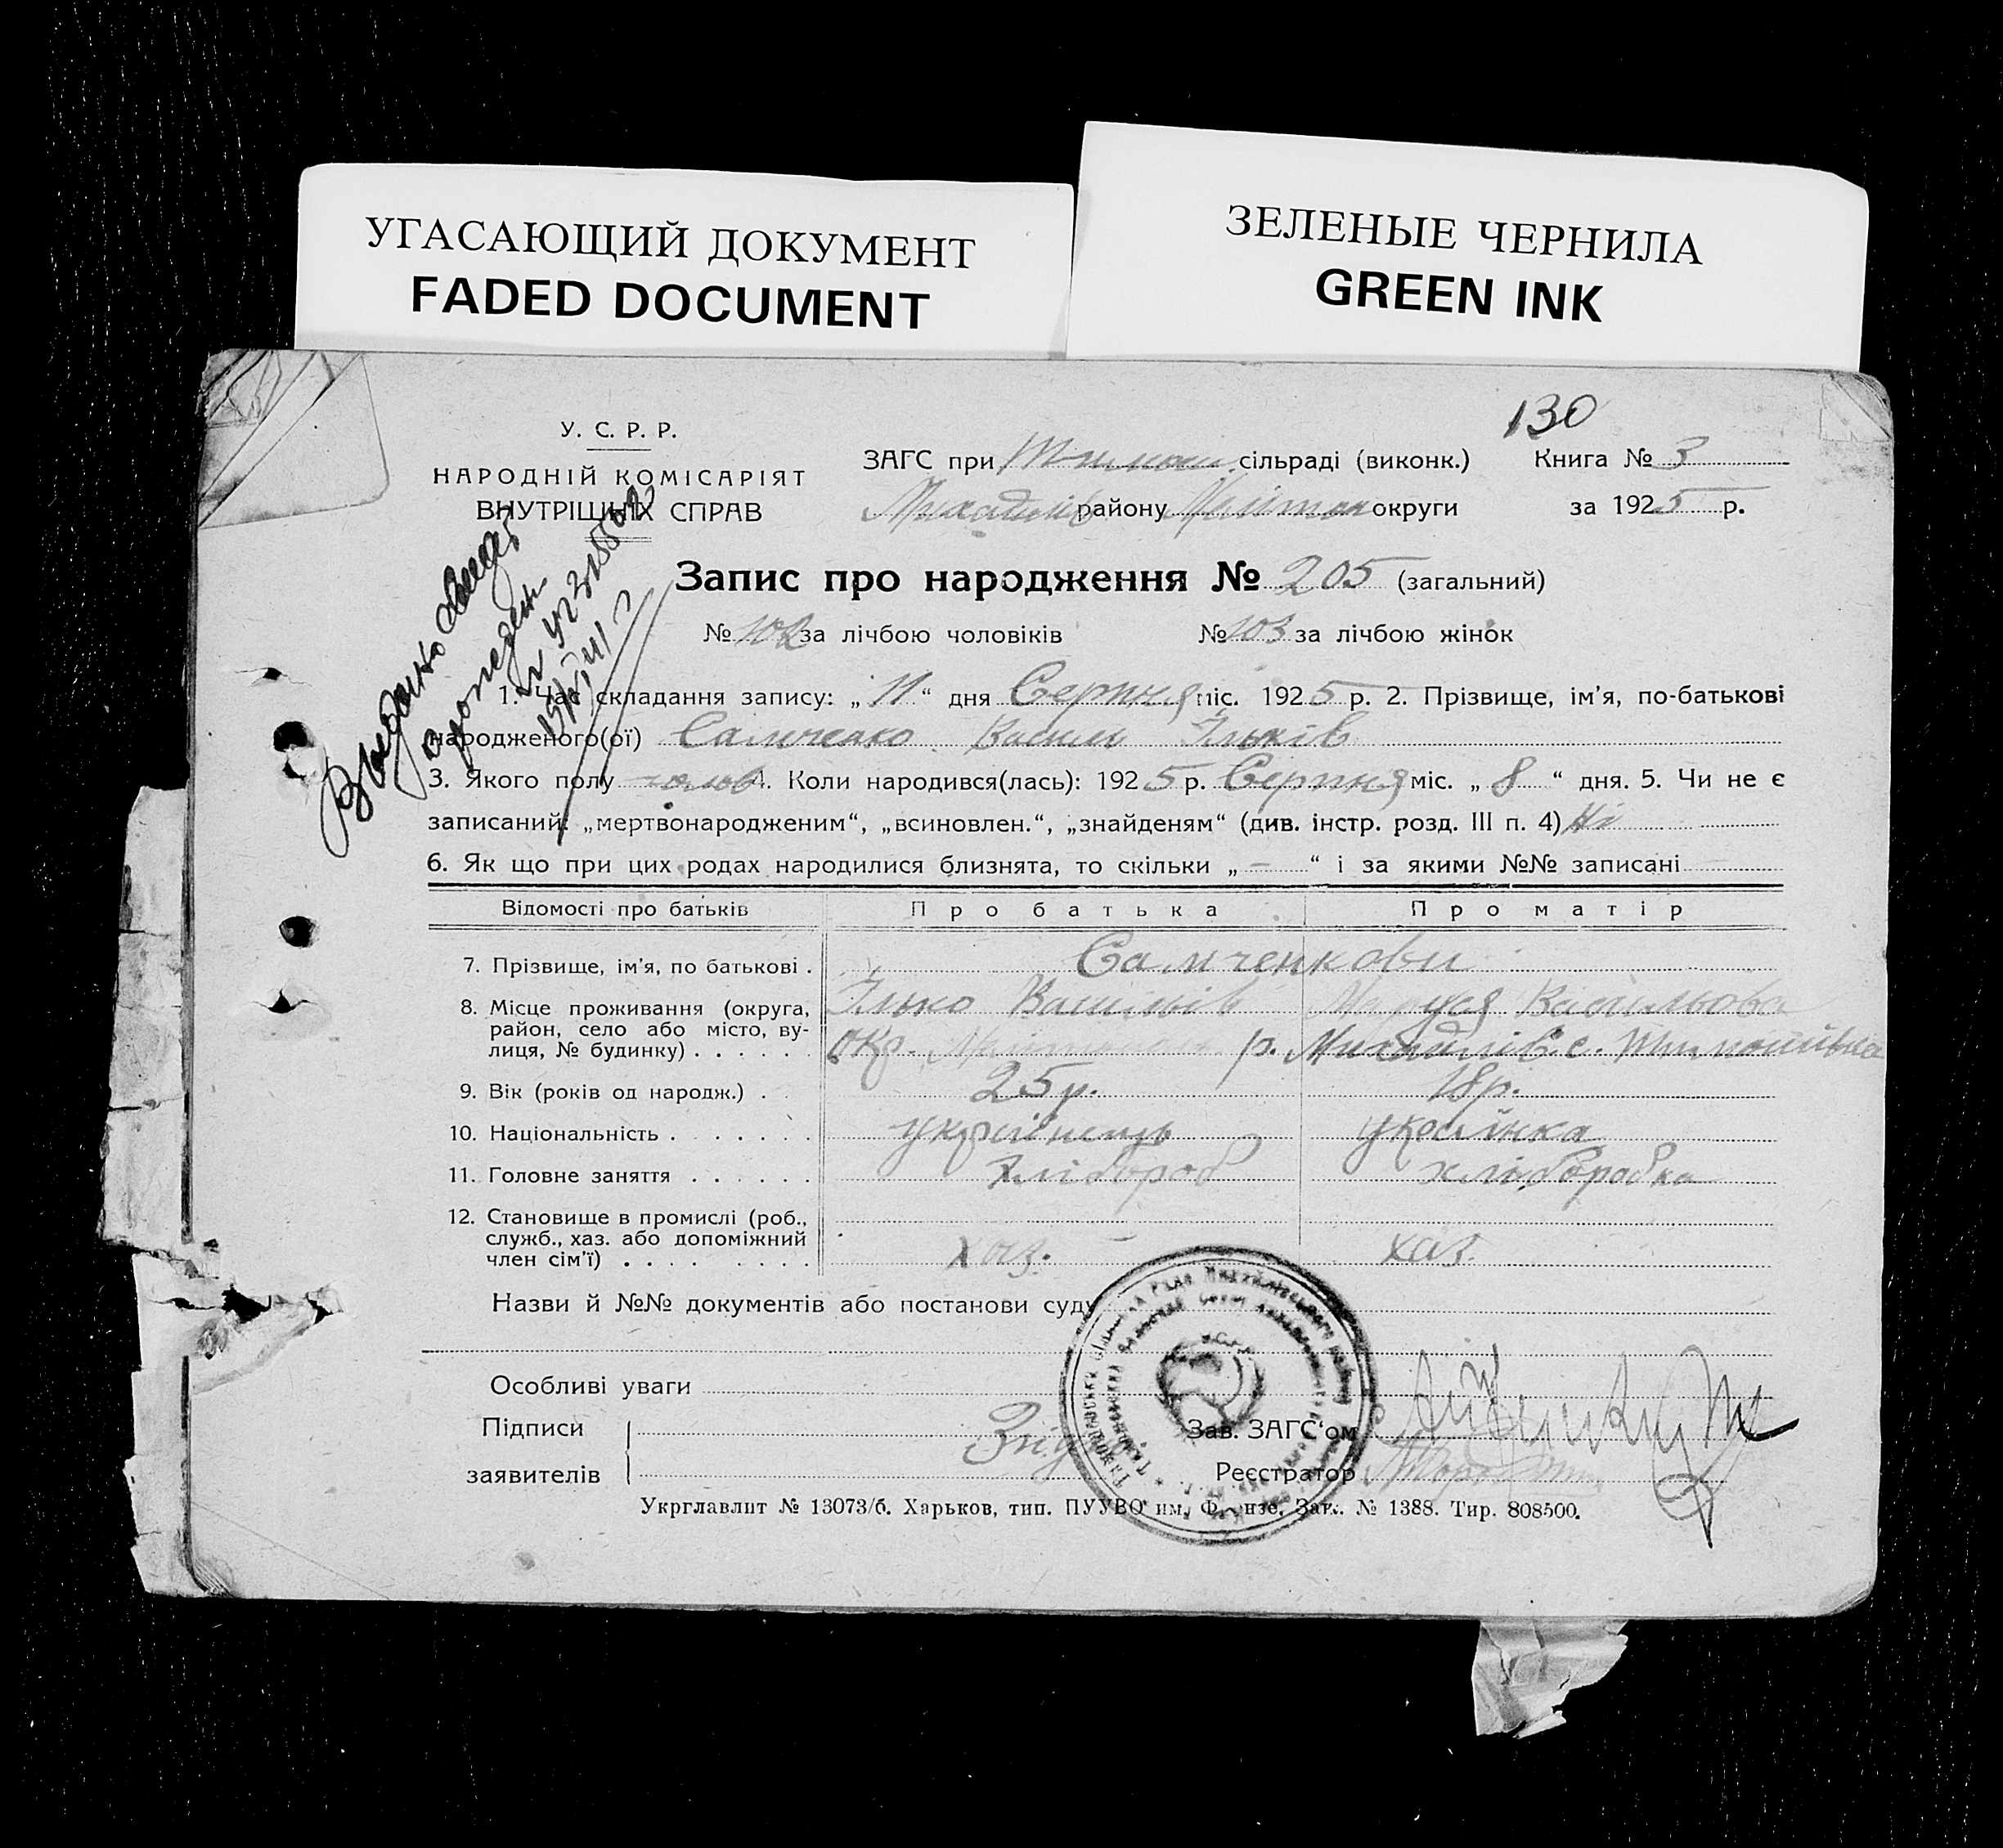 УГАСАЮЩИЙ ДОКУМЕНТ
FADED DOCUMENT
ЗЕЛЕНЫЕ ЧЕРНИЛА
GREEN INK
130
У. С. Р. Р.
НАРОДНІЙ КОМІСАРІЯТ
ВНУТРІШНІХ СПРАВ
ЗАГС при сільраді (виконк.) Книга № 3
району округи за 1925 р.
Запис про народження № 205 (загальний)
№ 102 за лічбою чоловіків № 103 за лічбою жінок
1. Час складання запису: „11“ дня Серпня міс. 1925 р. 2. Прізвище, ім'я, по-батькові
народженого(ої) Самченко Василь Ільків
3. Якого полу чолов 4. Коли народився(лась): 1925 р. Серпня міс. „8“ дня. 5. Чи не є
записаний: „мертвонародженим“, „всиновлен.“, „знайденям“ (див. інстр. розд. III п. 4) Ні
6. Як що при цих родах народилися близнята, то скільки „ – “ і за якими №№ записані
Відомості про батьків Про батька Про матір
7. Прізвище, ім'я, по батькові . Самченкови
Ілько Васильів Маруся Васильова
8. Місце проживання (округа, район, село або місто, вулиця, № будинку) . . . . . . окр. р. Михайлів. с. Тимошівка
9. Вік (років од народж.) . 25 р. 18 р.
10. Національність . . . . . . українець українка
11. Головне заняття . . . . . . хлібороб хліборобка
12. Становище в промислі (роб.,
служб., хаз. або допоміжний
член сім'ї) . . . . . . . . хаз. хаз.
Назви й №№ документів або постанови суду
Особливі уваги
Підписи
заявителів
Зав. ЗАГС'ом
Реєстратор
Укрглавлит № 13073/б. Харьков, тип. ПУУВО им. Фрунзе. Зак. № 1388. Тир. 808500.